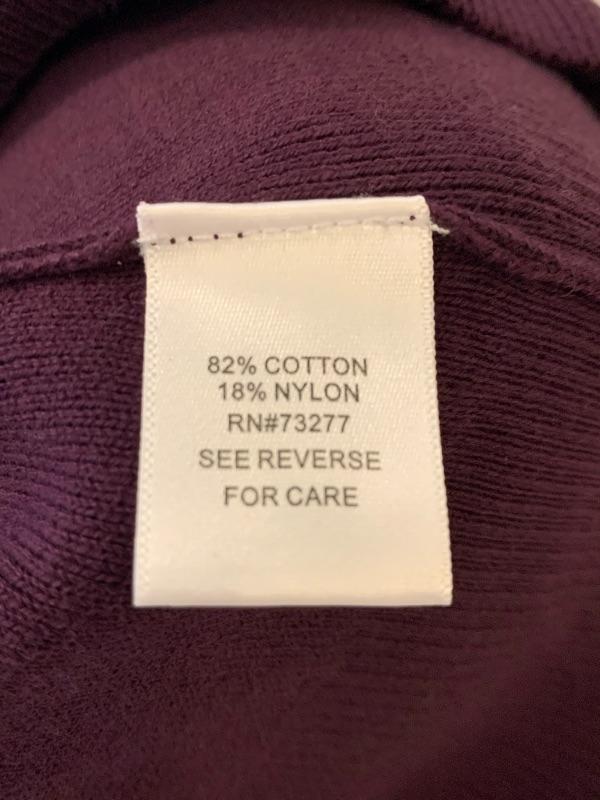 82% COTTON
18% NYLON
RN#73277
SEE REVERSE
FOR CARE